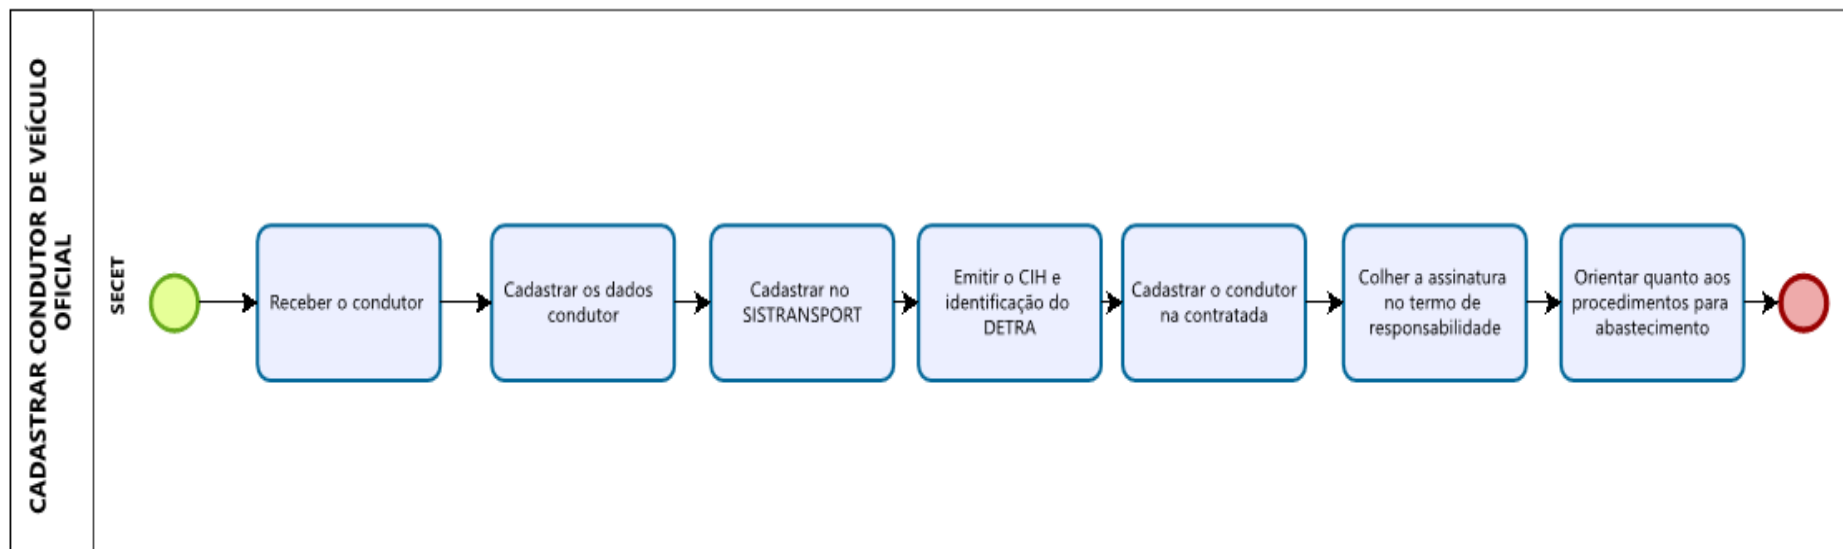 CADASTRAR CONDUTOR DE VEÍCULO
OFICIAL
SECET
Receber o condutor
Cadastrar os dados
condutor
Cadastrar no
SISTRANSPORT
Emitir o CIH e
identificação do
DETRA
Cadastrar o condutor
na contratada
Colher a assinatura
no termo de
responsabilidade
Orientar quanto aos
procedimentos para
abastecimento